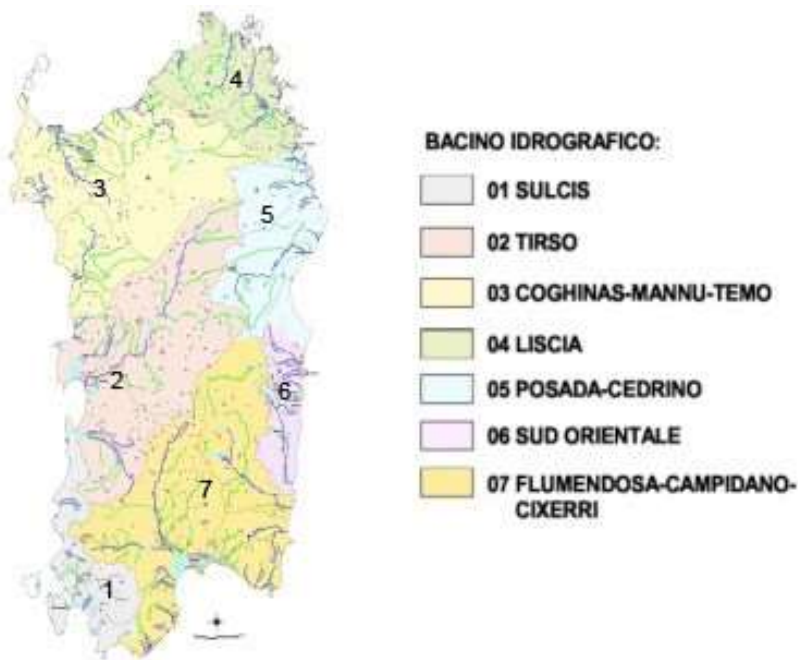 4
3
5
2
6
7
1
BACINO IDROGRAFICO:
01 SULCIS
02 TIRSO
03 COGHINAS-MANNU-TEMO
04 LISCIA
05 POSADA-CEDRINO
06 SUD ORIENTALE
07 FLUMENDOSA-CAMPIDANO-
CIXERRI